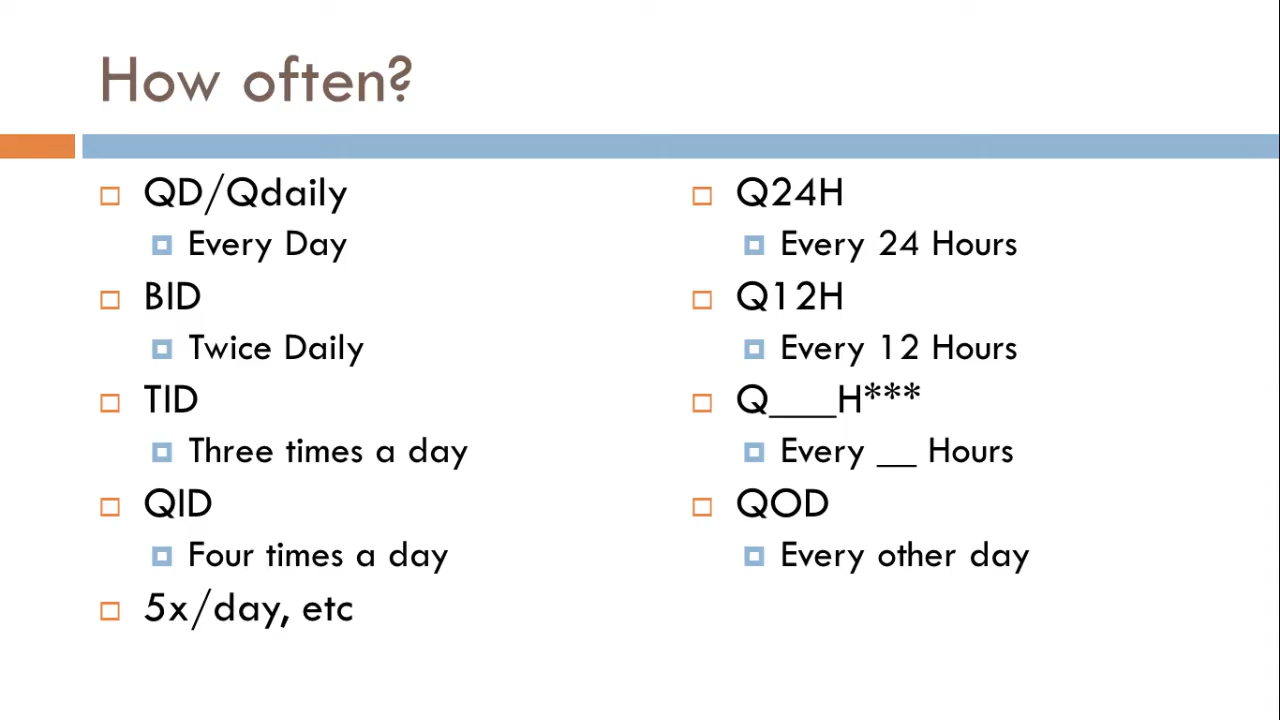 How often?
QD/Qdaily
Every Day
BID
Twice Daily
TID
Three times a day
QID
Four times a day
5x/day, etc
Q24H
Every 24 Hours
Q12H
Every 12 Hours
Q___H***
Every __ Hours
QOD
Every other day